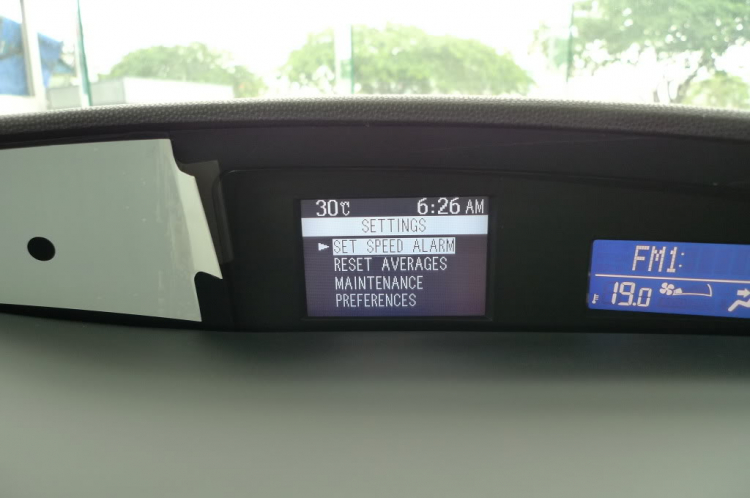 30°C 6:26 AM
SETTINGS
SET SPEED ALARM
RESET AVERAGES
MAINTENANCE
PREFERENCES
FM1:
19.0